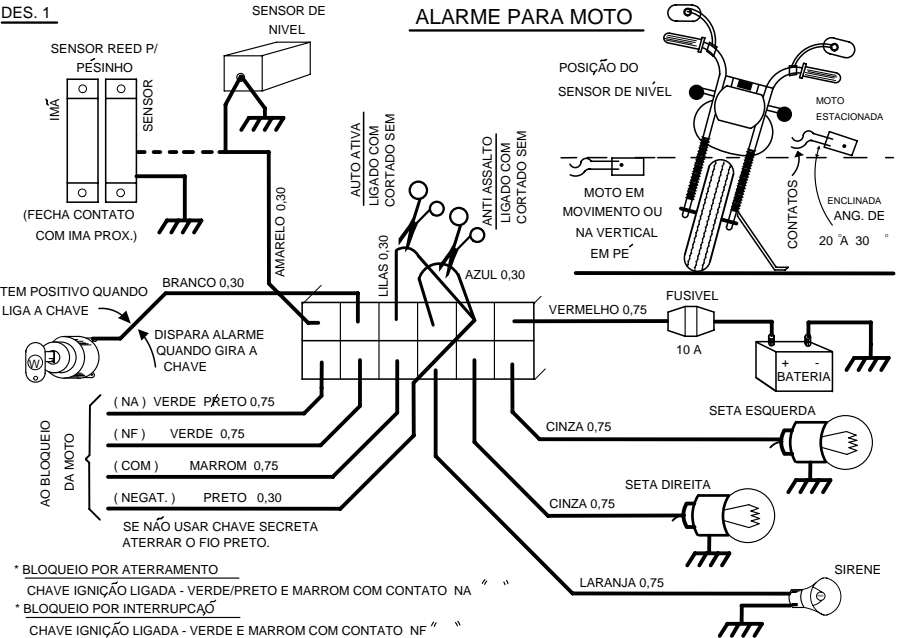 DES. 1
ALARME PARA MOTO
SENSOR DE
NIVEL
SENSOR REED P/
PÉSINHO
IMÃ
SENSOR
(FECHA CONTATO
COM IMA PROX.)
AMARELO 0,30
AUTO ATIVA
LIGADO COM
CORTADO SEM
ANTI ASSALTO
LIGADO COM
CORTADO SEM
LILAS 0,30
AZUL 0,30
POSIÇÃO DO
SENSOR DE NIVEL
MOTO
ESTACIONADA
MOTO EM
MOVIMENTO OU
NA VERTICAL
EM PE´
CONTATOS
ENCLINADA
ANG. DE
20 ° A 30 °
TEM POSITIVO QUANDO
LIGA A CHAVE
BRANCO 0,30
DISPARA ALARME
QUANDO GIRA A
CHAVE
W
VERMELHO 0,75
FUSIVEL
10 A
+ -
BATERIA
AO BLOQUEIO
DA MOTO
( NA ) VERDE PRETO 0,75
( NF ) VERDE 0,75
( COM ) MARROM 0,75
( NEGAT. ) PRETO 0,30
SE NÃO USAR CHAVE SECRETA
ATERRAR O FIO PRETO.
SETA ESQUERDA
CINZA 0,75
SETA DIREITA
CINZA 0,75
SIRENE
LARANJA 0,75
* BLOQUEIO POR ATERRAMENTO
CHAVE IGNIÇÃO LIGADA - VERDE/PRETO E MARROM COM CONTATO NA " "
* BLOQUEIO POR INTERRUPCAÕ
CHAVE IGNIÇÃO LIGADA - VERDE E MARROM COM CONTATO NF " "